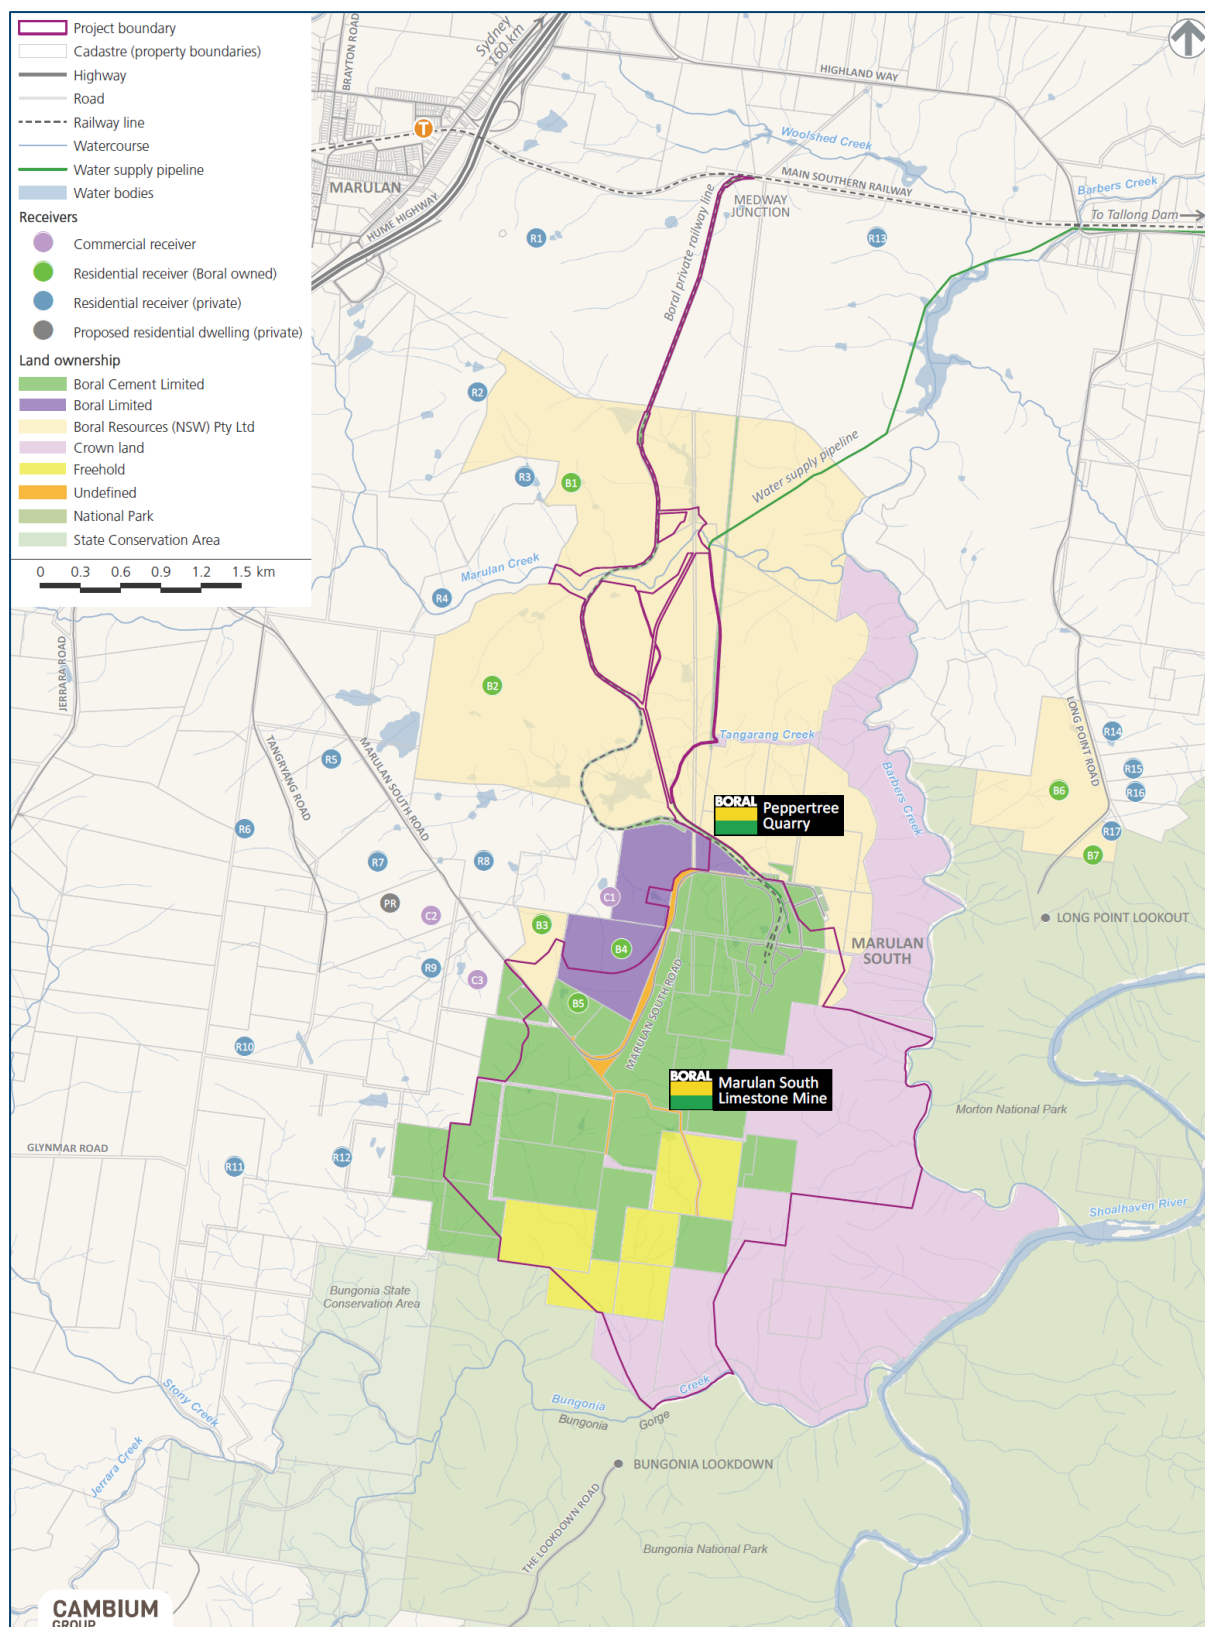 Project boundary
Cadastre (property boundaries)
Highway
Road
Railway line
Watercourse
Water supply pipeline
Water bodies
Receivers
Commercial receiver
Residential receiver (Boral owned)
Residential receiver (private)
Proposed residential dwelling (private)
Land ownership
Boral Cement Limited
Boral Limited
Boral Resources (NSW) Pty Ltd
Crown land
Freehold
Undefined
National Park
State Conservation Area
0 0.3 0.6 0.9 1.2 1.5 km
BRAYTON ROAD
Sydney
160 km
HIGHLAND WAY
T
Woolshed Creek
MARULAN
MAIN SOUTHERN RAILWAY
Barbers Creek
HUME HIGHWAY
MEDWAY
JUNCTION
To Tallong Dam
R1
R13
Boral private railway line
R2
Water supply pipeline
R3
B1
Marulan Creek
R4
JERRARA ROAD
B2
TANGRYANG ROAD
MARULAN SOUTH ROAD
LONG POINT ROAD
Tangarang Creek
R14
R5
Barbers Creek
R15
B6
R16
BORAL
Peppertree
Quarry
R6
R17
R7
R8
B7
C1
PR
C2
LONG POINT LOOKOUT
B3
B4
MARULAN
SOUTH
R9
C3
B5
MARULAN SOUTH ROAD
R10
BORAL
Marulan South
Limestone Mine
Morton National Park
GLYNMAR ROAD
R12
R11
Shoalhaven River
Bungonia State
Conservation Area
Stony Creek
Bungonia
Creek
Bungonia
Gorge
Jerrara Creek
BUNGONIA LOOKDOWN
THE LOOKDOWN ROAD
Bungonia National Park
CAMBIUM
GROUP